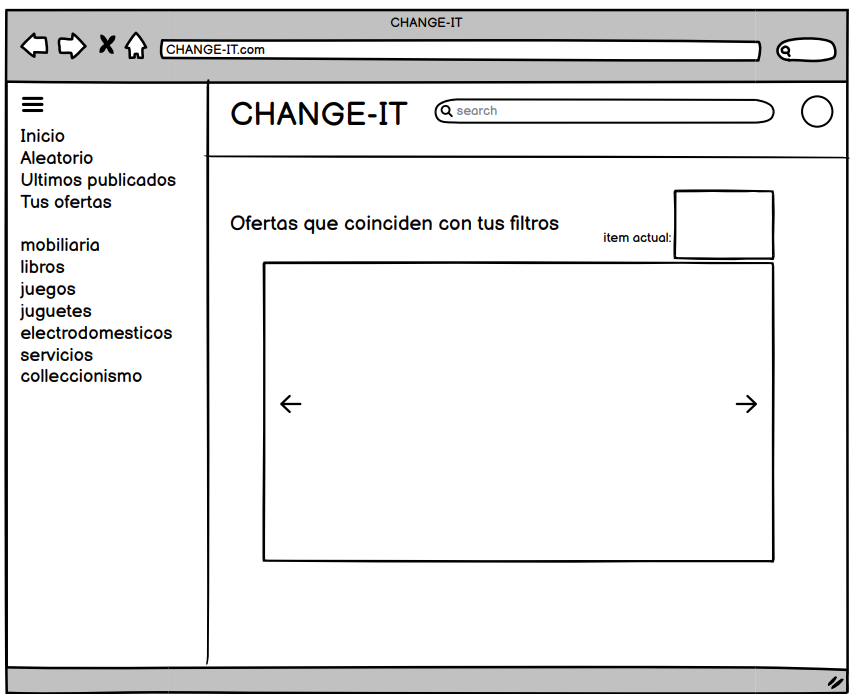 CHANGE-IT
CHANGE-IT.com
CHANGE-IT
search
Inicio
Aleatorio
Ultimos publicados
Tus ofertas
mobiliaria
libros
juegos
juguetes
electrodomesticos
servicios
colleccionismo
Ofertas que coinciden con tus filtros
item actual: